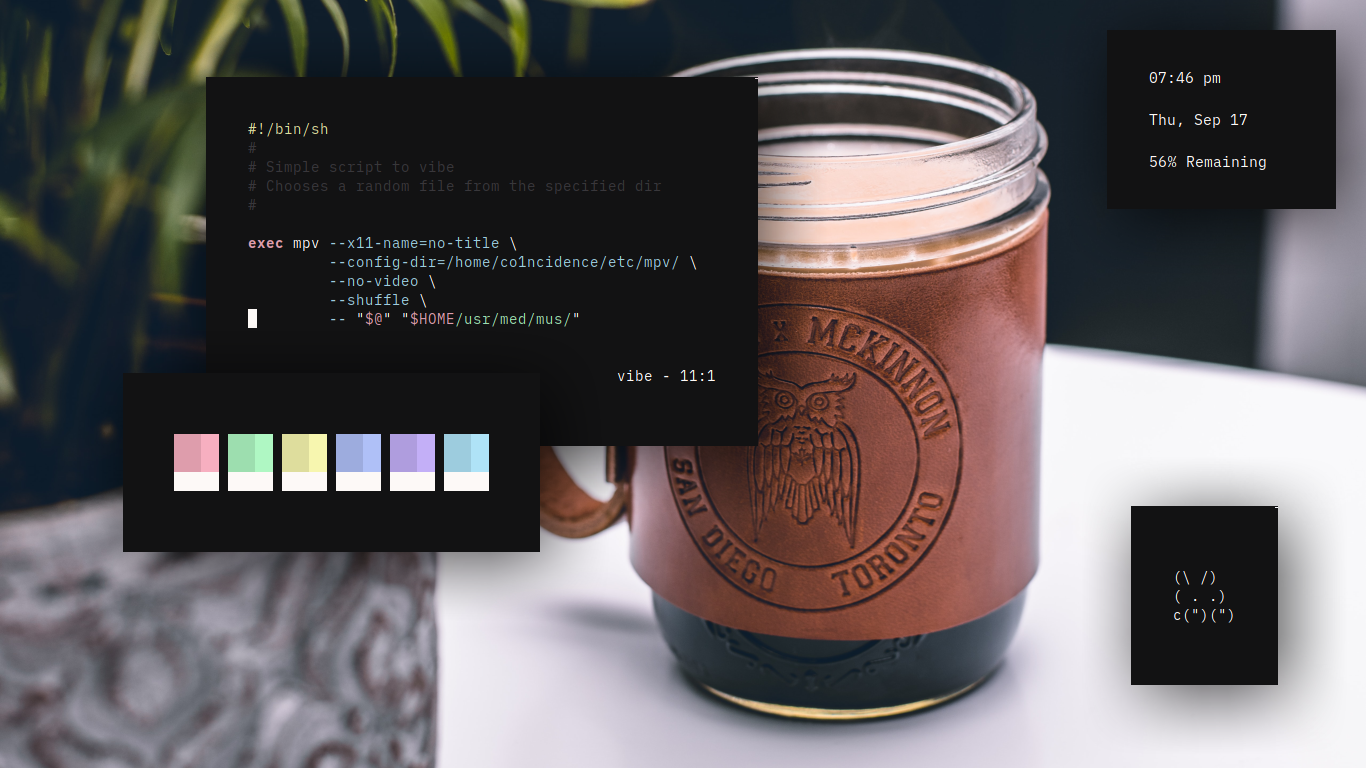 #!/bin/sh
#
# Simple script to vibe
# Chooses a random file from the specified dir
#
exec mpv --x11-name=no-title \
         --config-dir=/home/co1ncidence/etc/mpv/ \
         --no-video \
         --shuffle \
         -- "$@" "$HOME/usr/med/mus/"
vibe - 11:1
07:46 pm
Thu, Sep 17
56% Remaining
X MCKINNON
SAN DIEGO TORONTO
(\ /)
( . .)
c(")(")